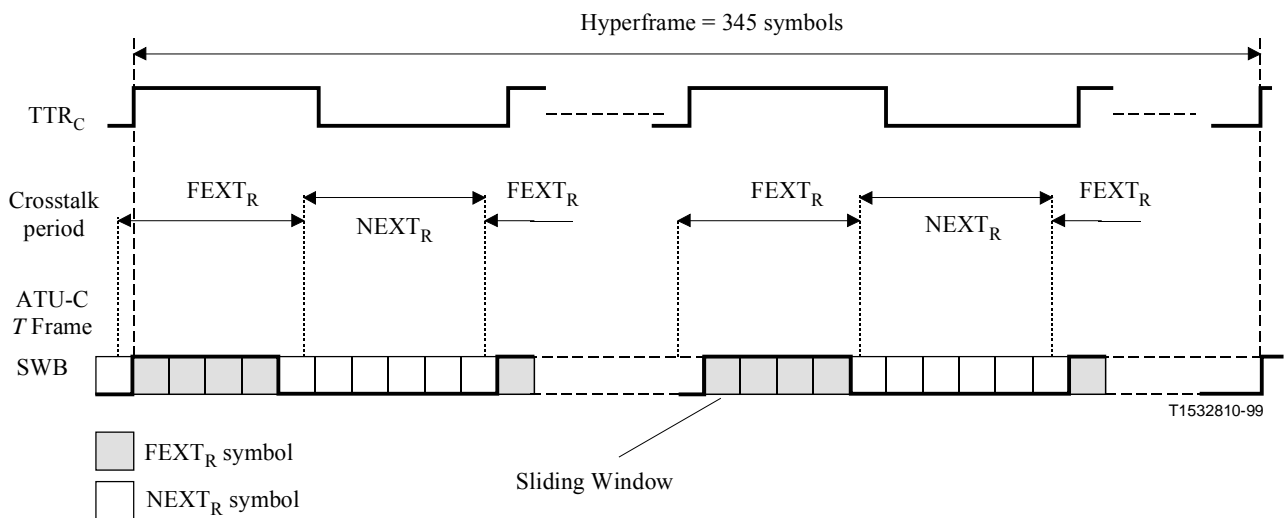 Hyperframe = 345 symbols
TTR_C
Crosstalk
period
FEXT_R
NEXT_R
FEXT_R
FEXT_R
NEXT_R
FEXT_R
ATU-C
T Frame
SWB
T1532810-99
FEXT_R symbol
NEXT_R symbol
Sliding Window